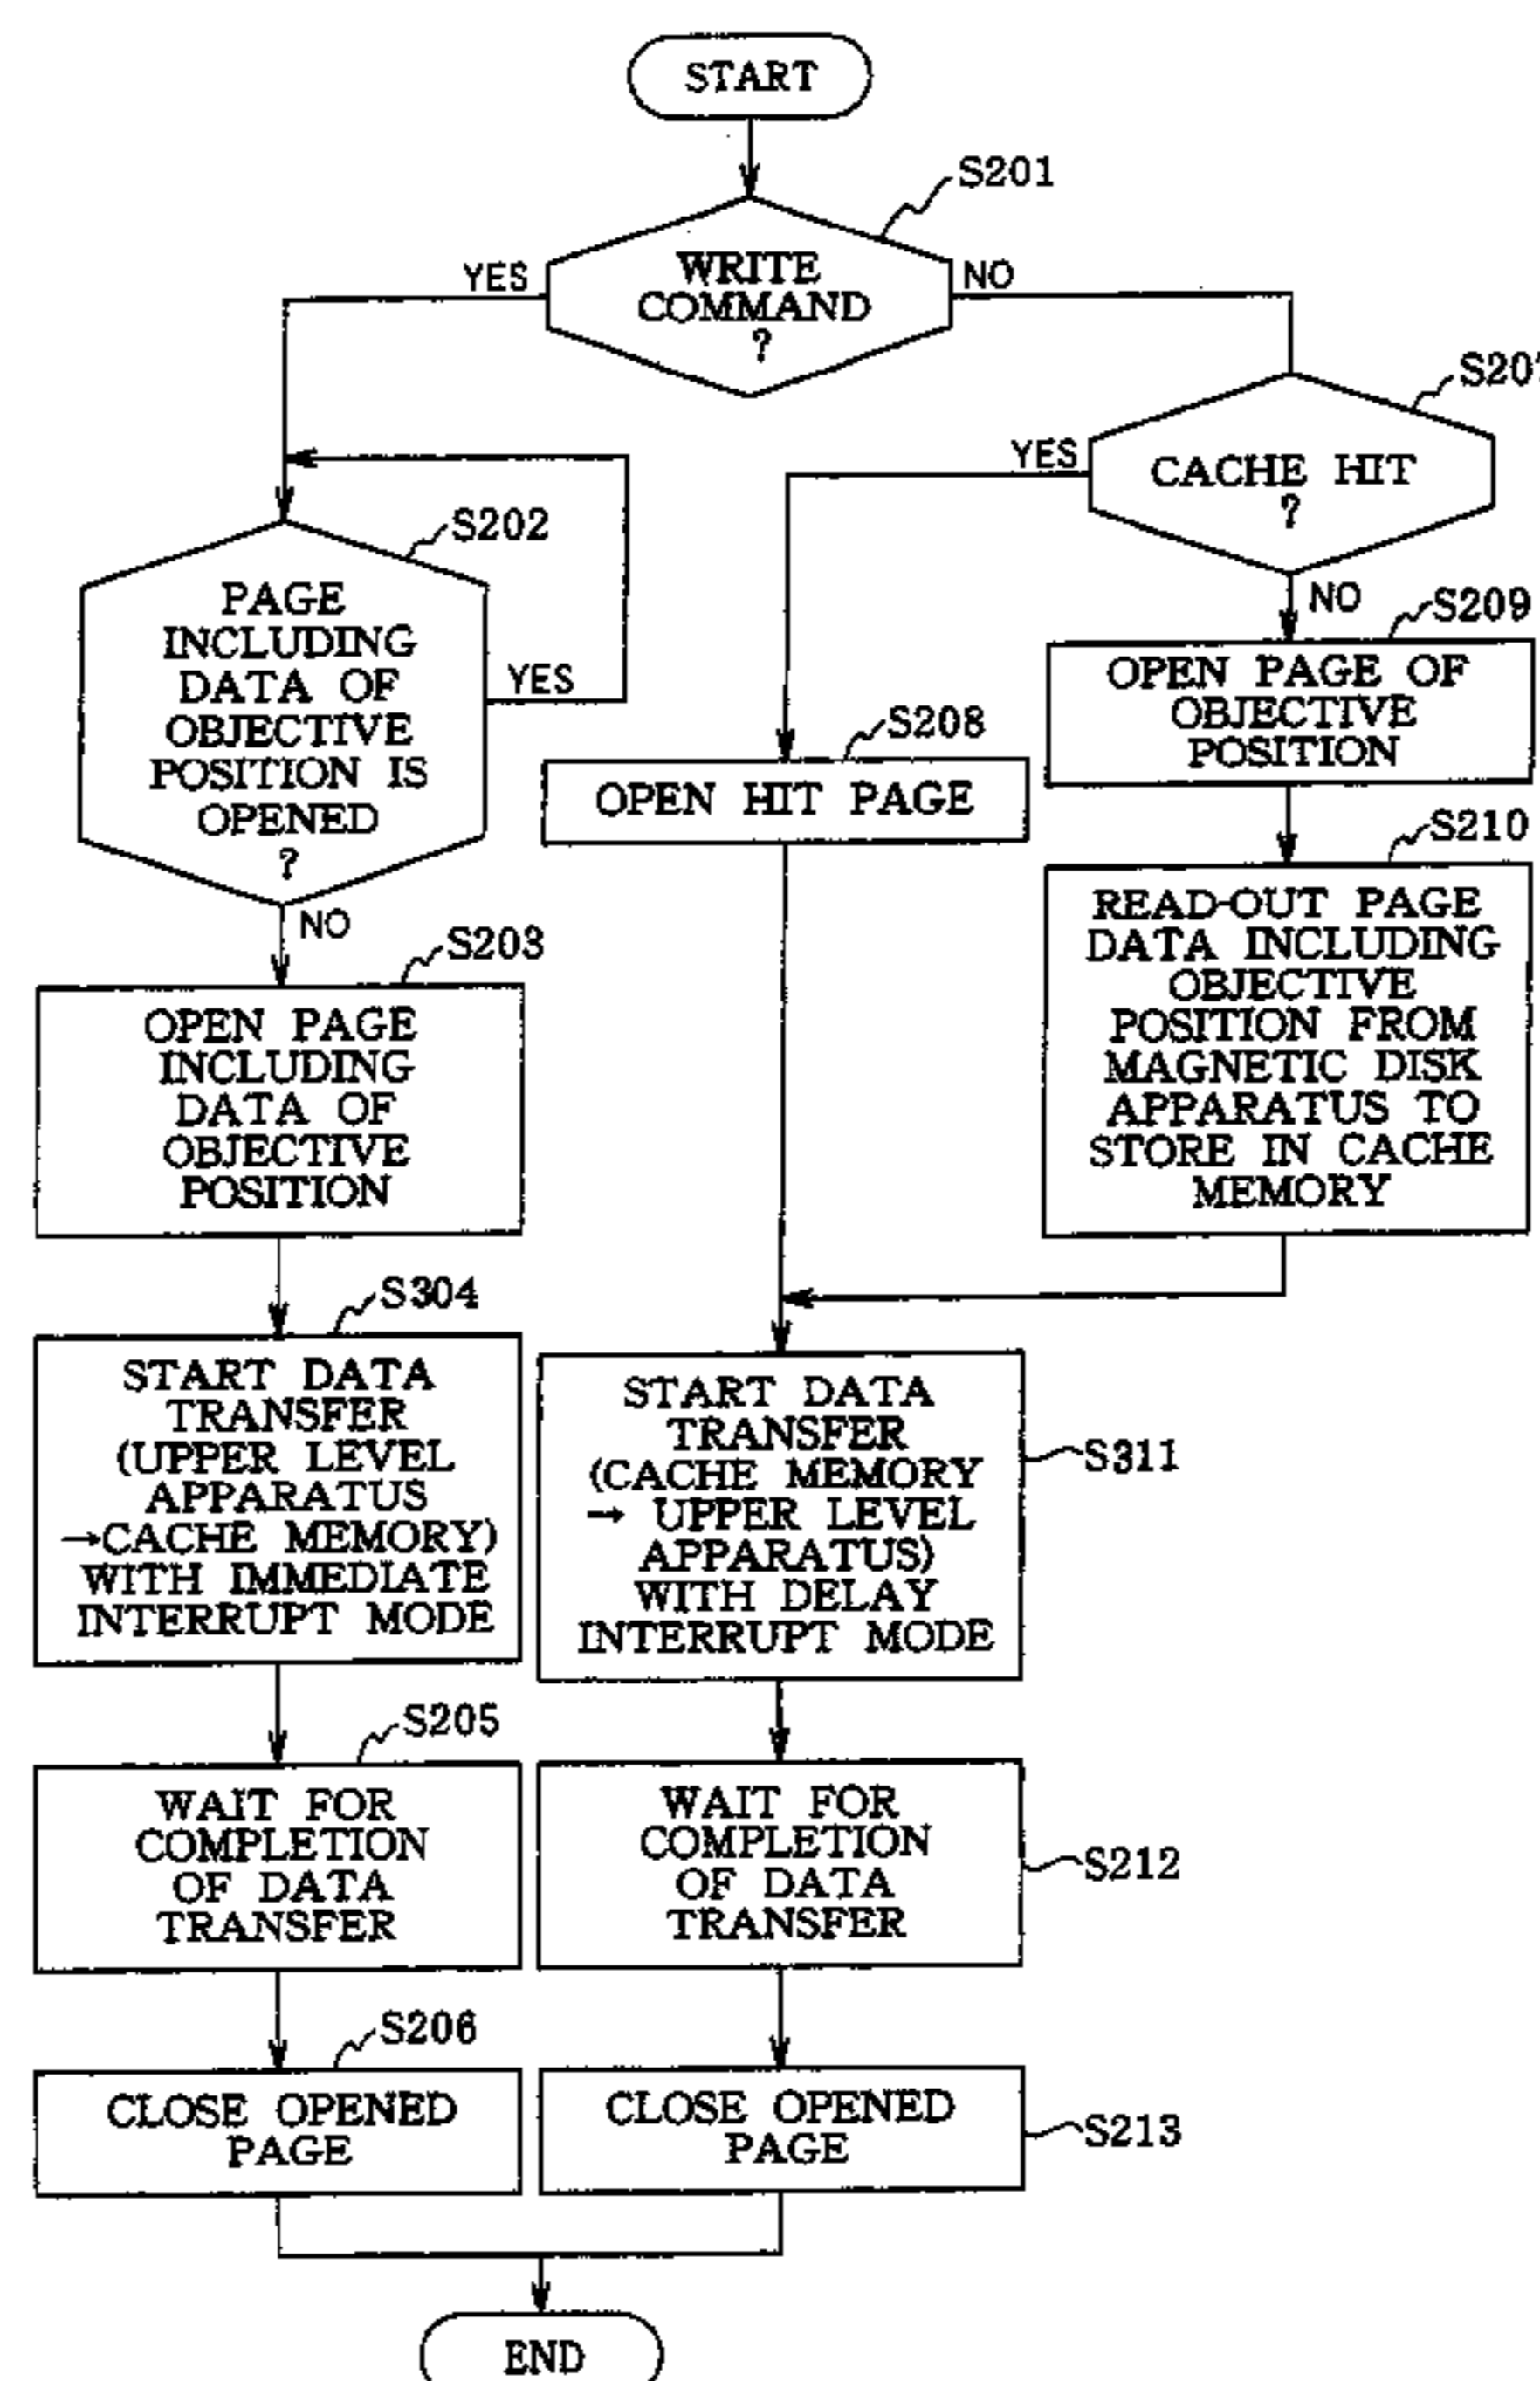 START
S201
WRITE
COMMAND
?
YES
NO
S207
CACHE HIT
?
YES
NO
S202
PAGE
INCLUDING
DATA OF
OBJECTIVE
POSITION IS
OPENED
?
YES
NO
S209
OPEN PAGE OF
OBJECTIVE
POSITION
S208
OPEN HIT PAGE
S210
READ-OUT PAGE
DATA INCLUDING
OBJECTIVE
POSITION FROM
MAGNETIC DISK
APPARATUS TO
STORE IN CACHE
MEMORY
S203
OPEN PAGE
INCLUDING
DATA OF
OBJECTIVE
POSITION
S304
START DATA
TRANSFER
(UPPER LEVEL
APPARATUS
→CACHE MEMORY)
WITH IMMEDIATE
INTERRUPT MODE
START DATA
TRANSFER
(CACHE MEMORY
→ UPPER LEVEL
APPARATUS)
WITH DELAY
INTERRUPT MODE
S311
S205
WAIT FOR
COMPLETION
OF DATA
TRANSFER
WAIT FOR
COMPLETION
OF DATA
TRANSFER
S212
S206
CLOSE OPENED
PAGE
CLOSE OPENED
PAGE
S213
END